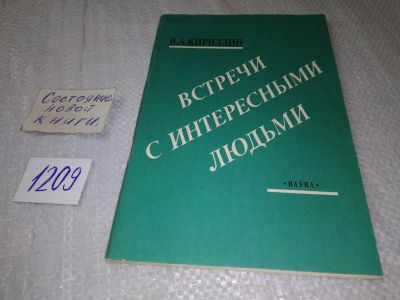 В.А.КИРИЛЛИН
ВСТРЕЧИ
С ИНТЕРЕСНЫМИ
ЛЮДЬМИ
•НАУКА•
Состояние
новой
книги.
1209